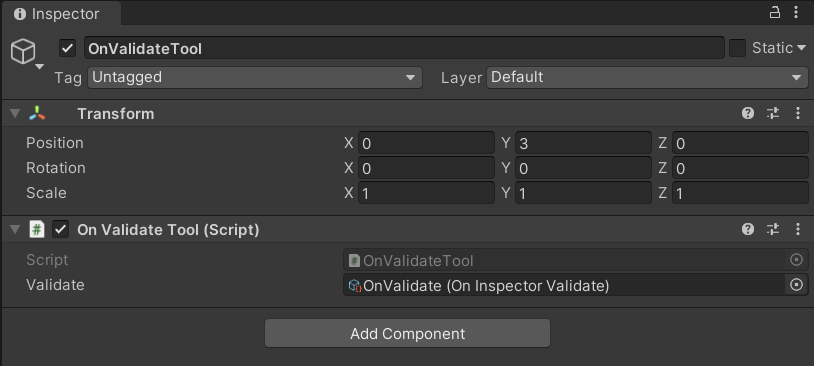 Inspector
OnValidateTool Static
Tag Untagged Layer Default
Transform
Position X 0 Y 3 Z 0
Rotation X 0 Y 0 Z 0
Scale X 1 Y 1 Z 1
# On Validate Tool (Script)
Script # OnValidateTool
Validate OnValidate (On Inspector Validate)
Add Component